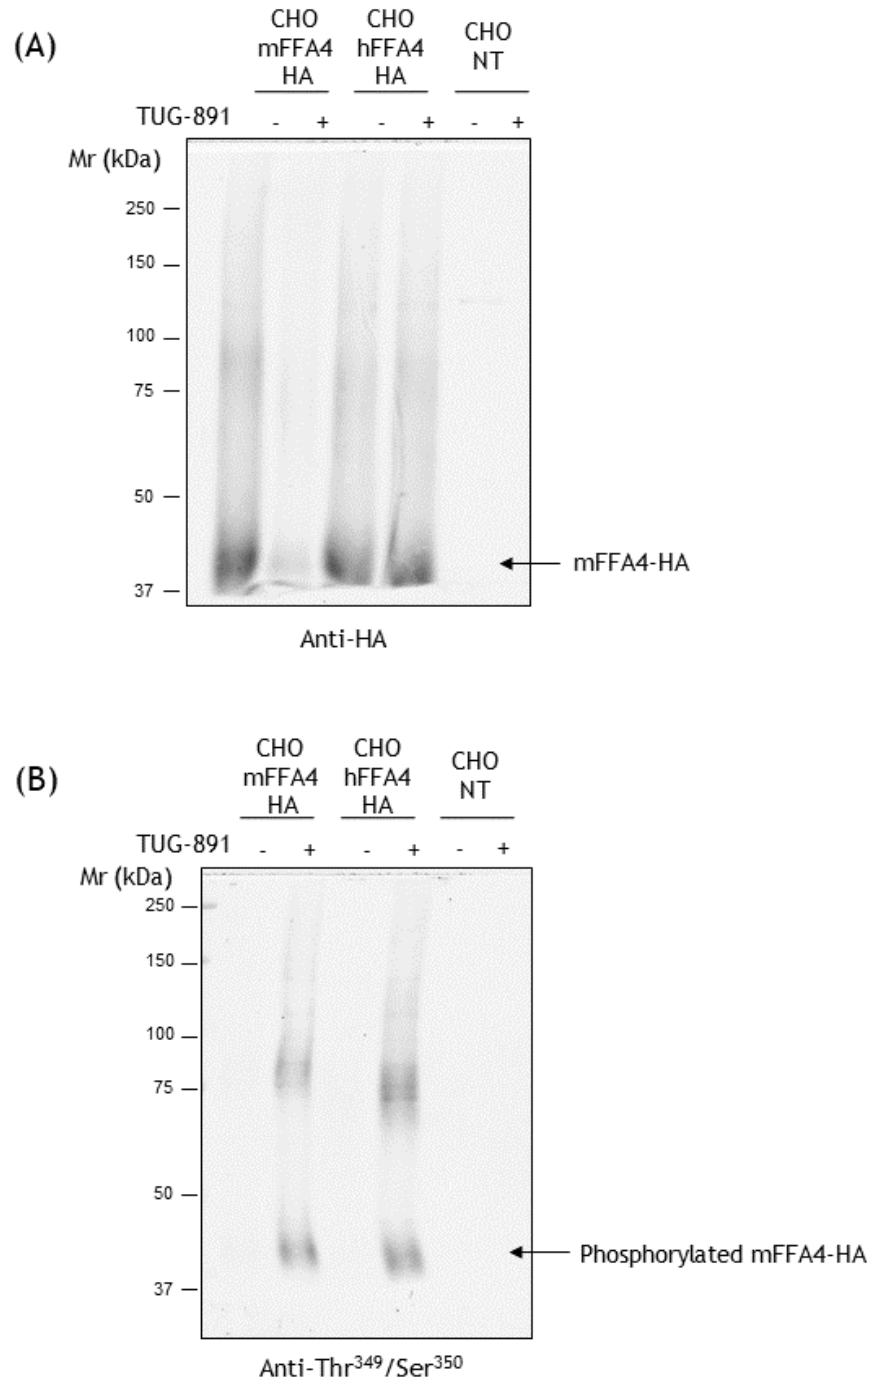 (A)
CHO mFFA4 HA
CHO hFFA4 HA
CHO NT
TUG-891 - + - + - +
Mr (kDa)
250
150
100
75
50
37
mFFA4-HA
Anti-HA
(B)
CHO mFFA4 HA
CHO hFFA4 HA
CHO NT
TUG-891 - + - + - +
Mr (kDa)
250
150
100
75
50
37
Phosphorylated mFFA4-HA
Anti-Thr³⁴⁹/Ser³⁵⁰